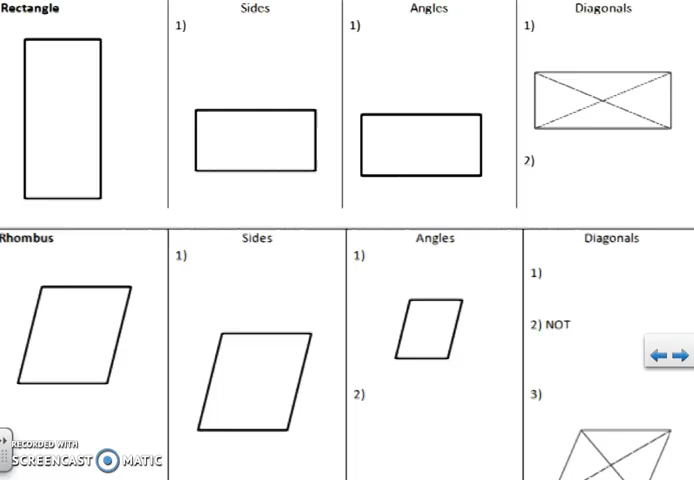 Rectangle
Sides
Angles
Diagonals
1)
1)
1)
2)
Rhombus
Sides
Angles
Diagonals
1)
1)
1)
2) NOT
2)
3)
RECORDED WITH
SCREENCAST MATIC